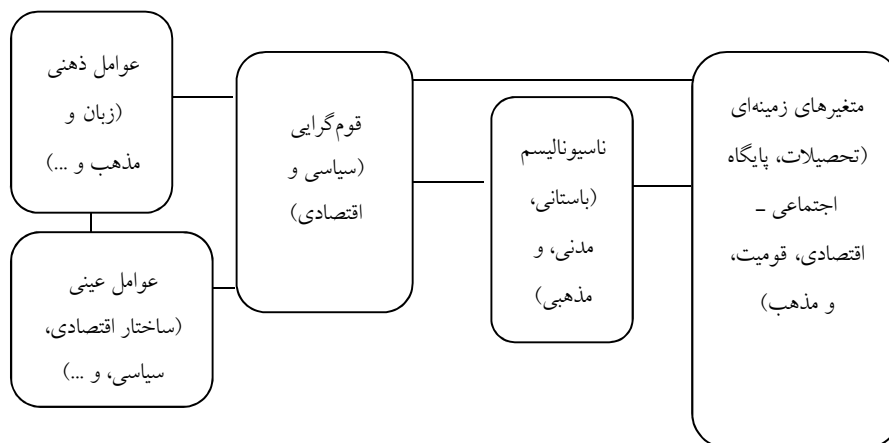 متغیرهای زمینه‌ای
(تحصیلات، پایگاه
اجتماعی ـ
اقتصادی، قومیت،
و مذهب)
ناسیونالیسم
(باستانی،
مدنی، و
مذهبی)
قوم‌گرایی
(سیاسی و
اقتصادی)
عوامل ذهنی
(زبان و
مذهب و ...)
عوامل عینی
(ساختار اقتصادی،
سیاسی، و ...)